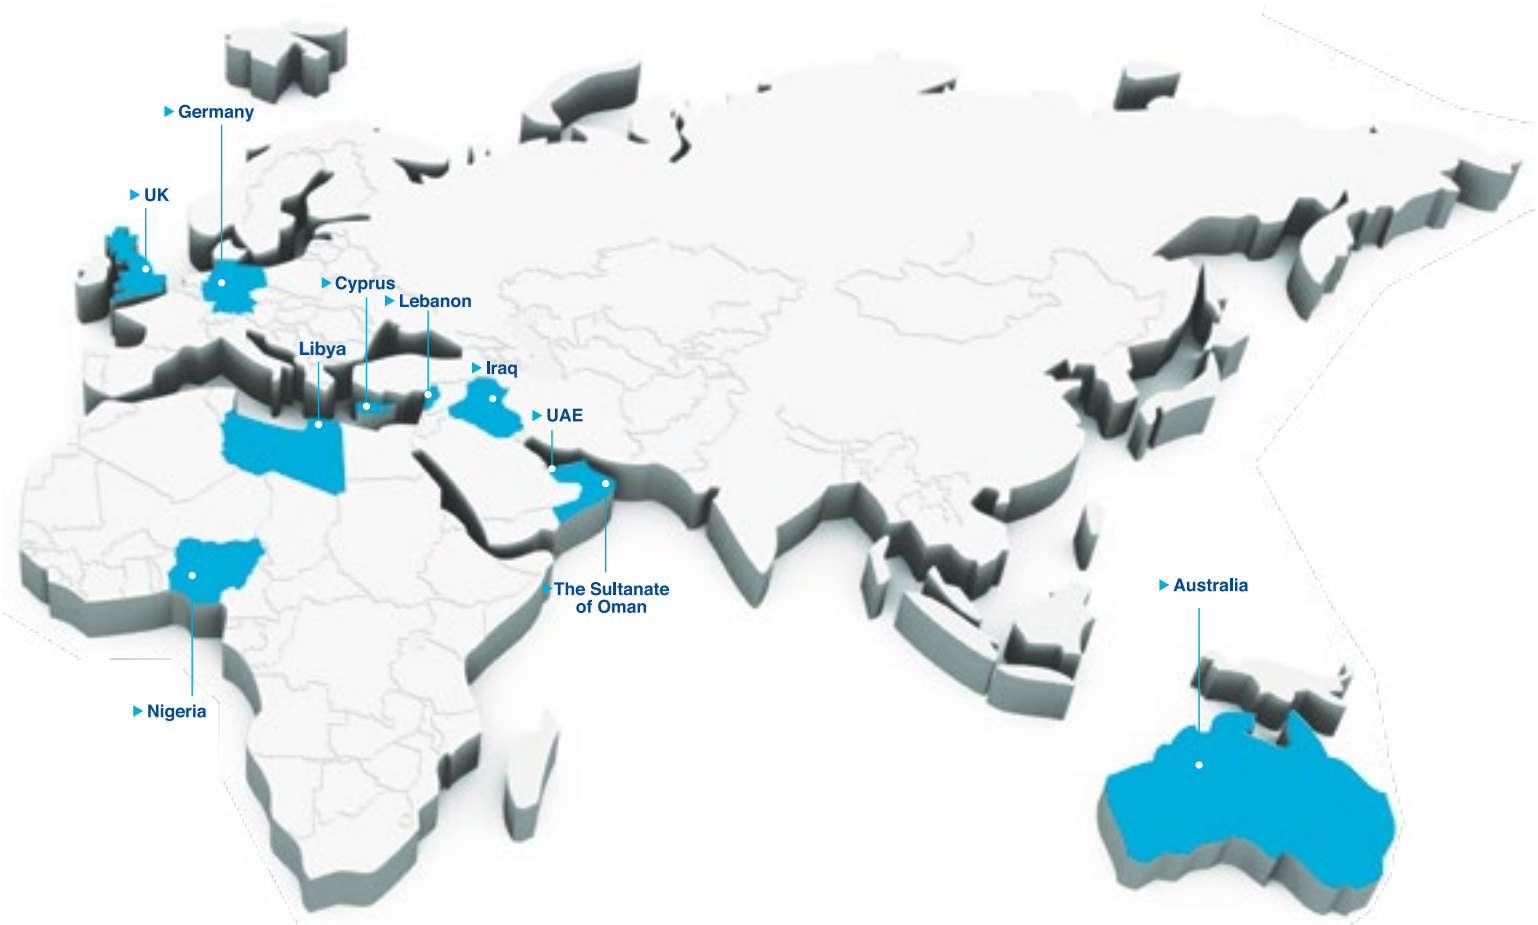 Germany
UK
Cyprus
Lebanon
Libya
Iraq
UAE
The Sultanate
of Oman
Australia
Nigeria